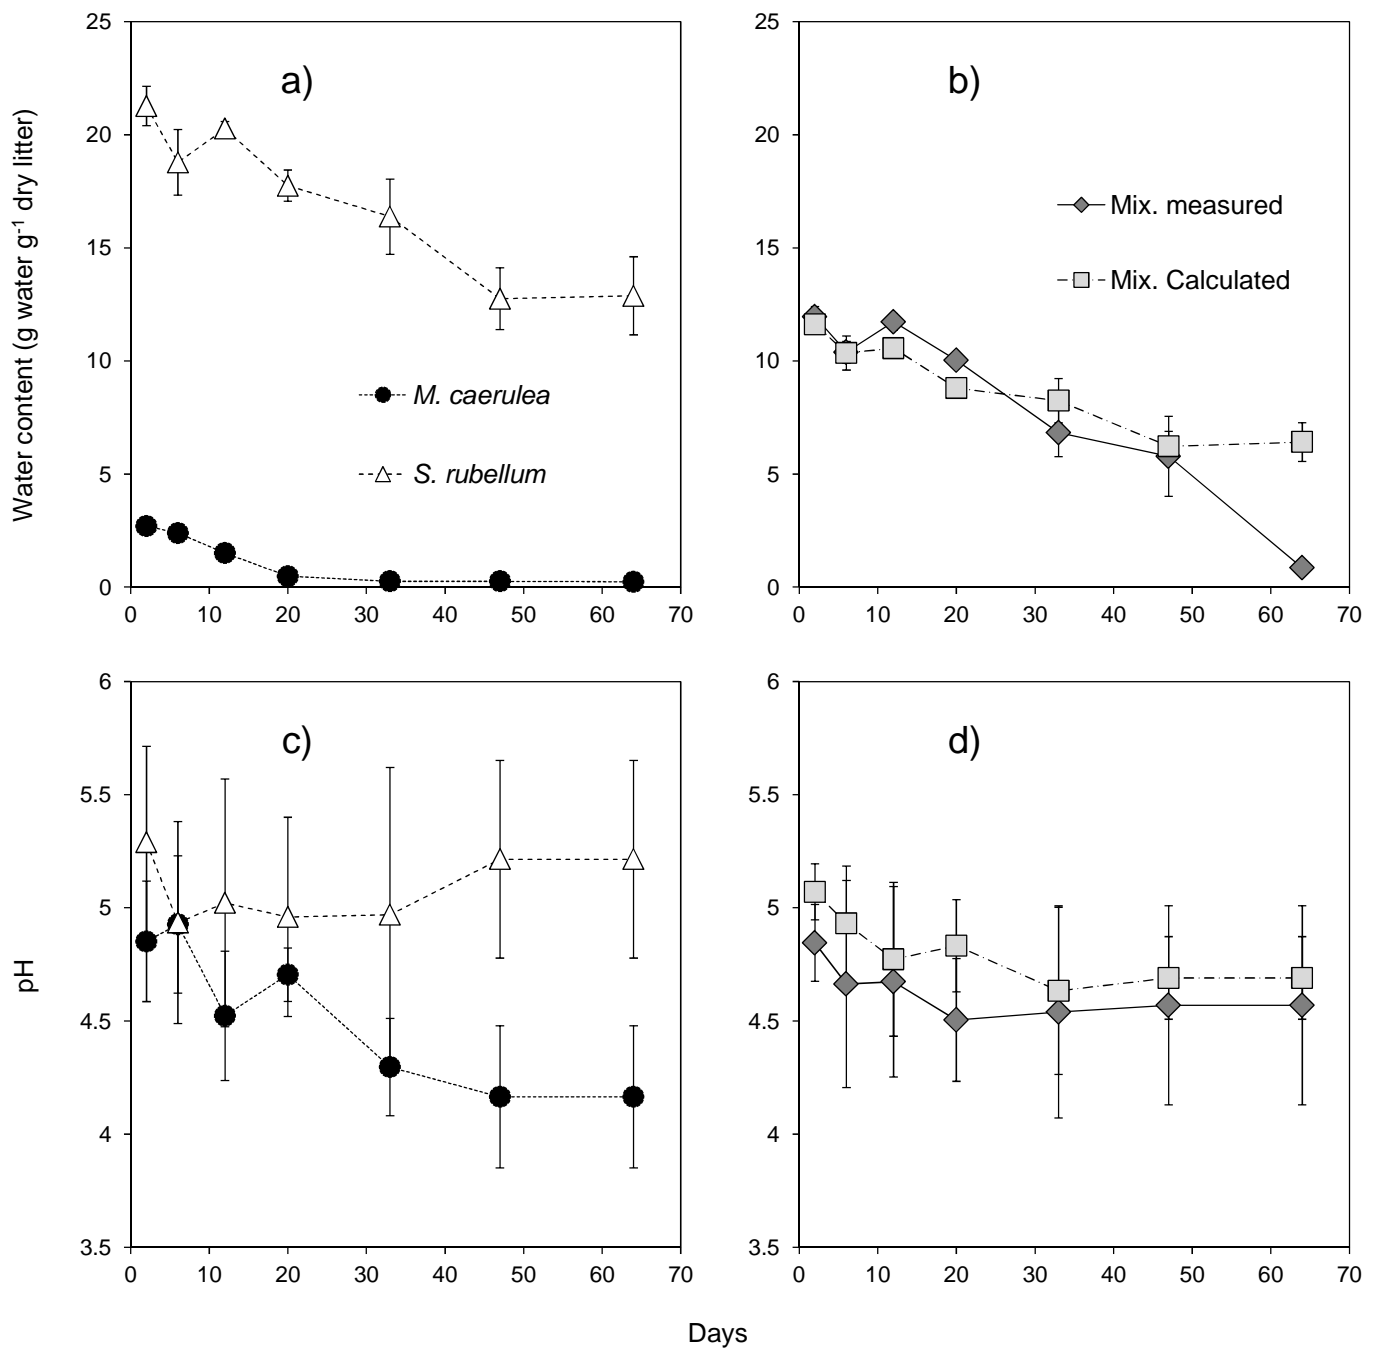 25
20
15
10
5
0
0 10 20 30 40 50 60 70
a)
M. caerulea
S. rubellum
Water content (g water g⁻¹ dry litter)
25
20
15
10
5
0
0 10 20 30 40 50 60 70
b)
Mix. measured
Mix. Calculated
6
5.5
5
4.5
4
3.5
0 10 20 30 40 50 60 70
c)
pH
6
5.5
5
4.5
4
3.5
0 10 20 30 40 50 60 70
d)
Days